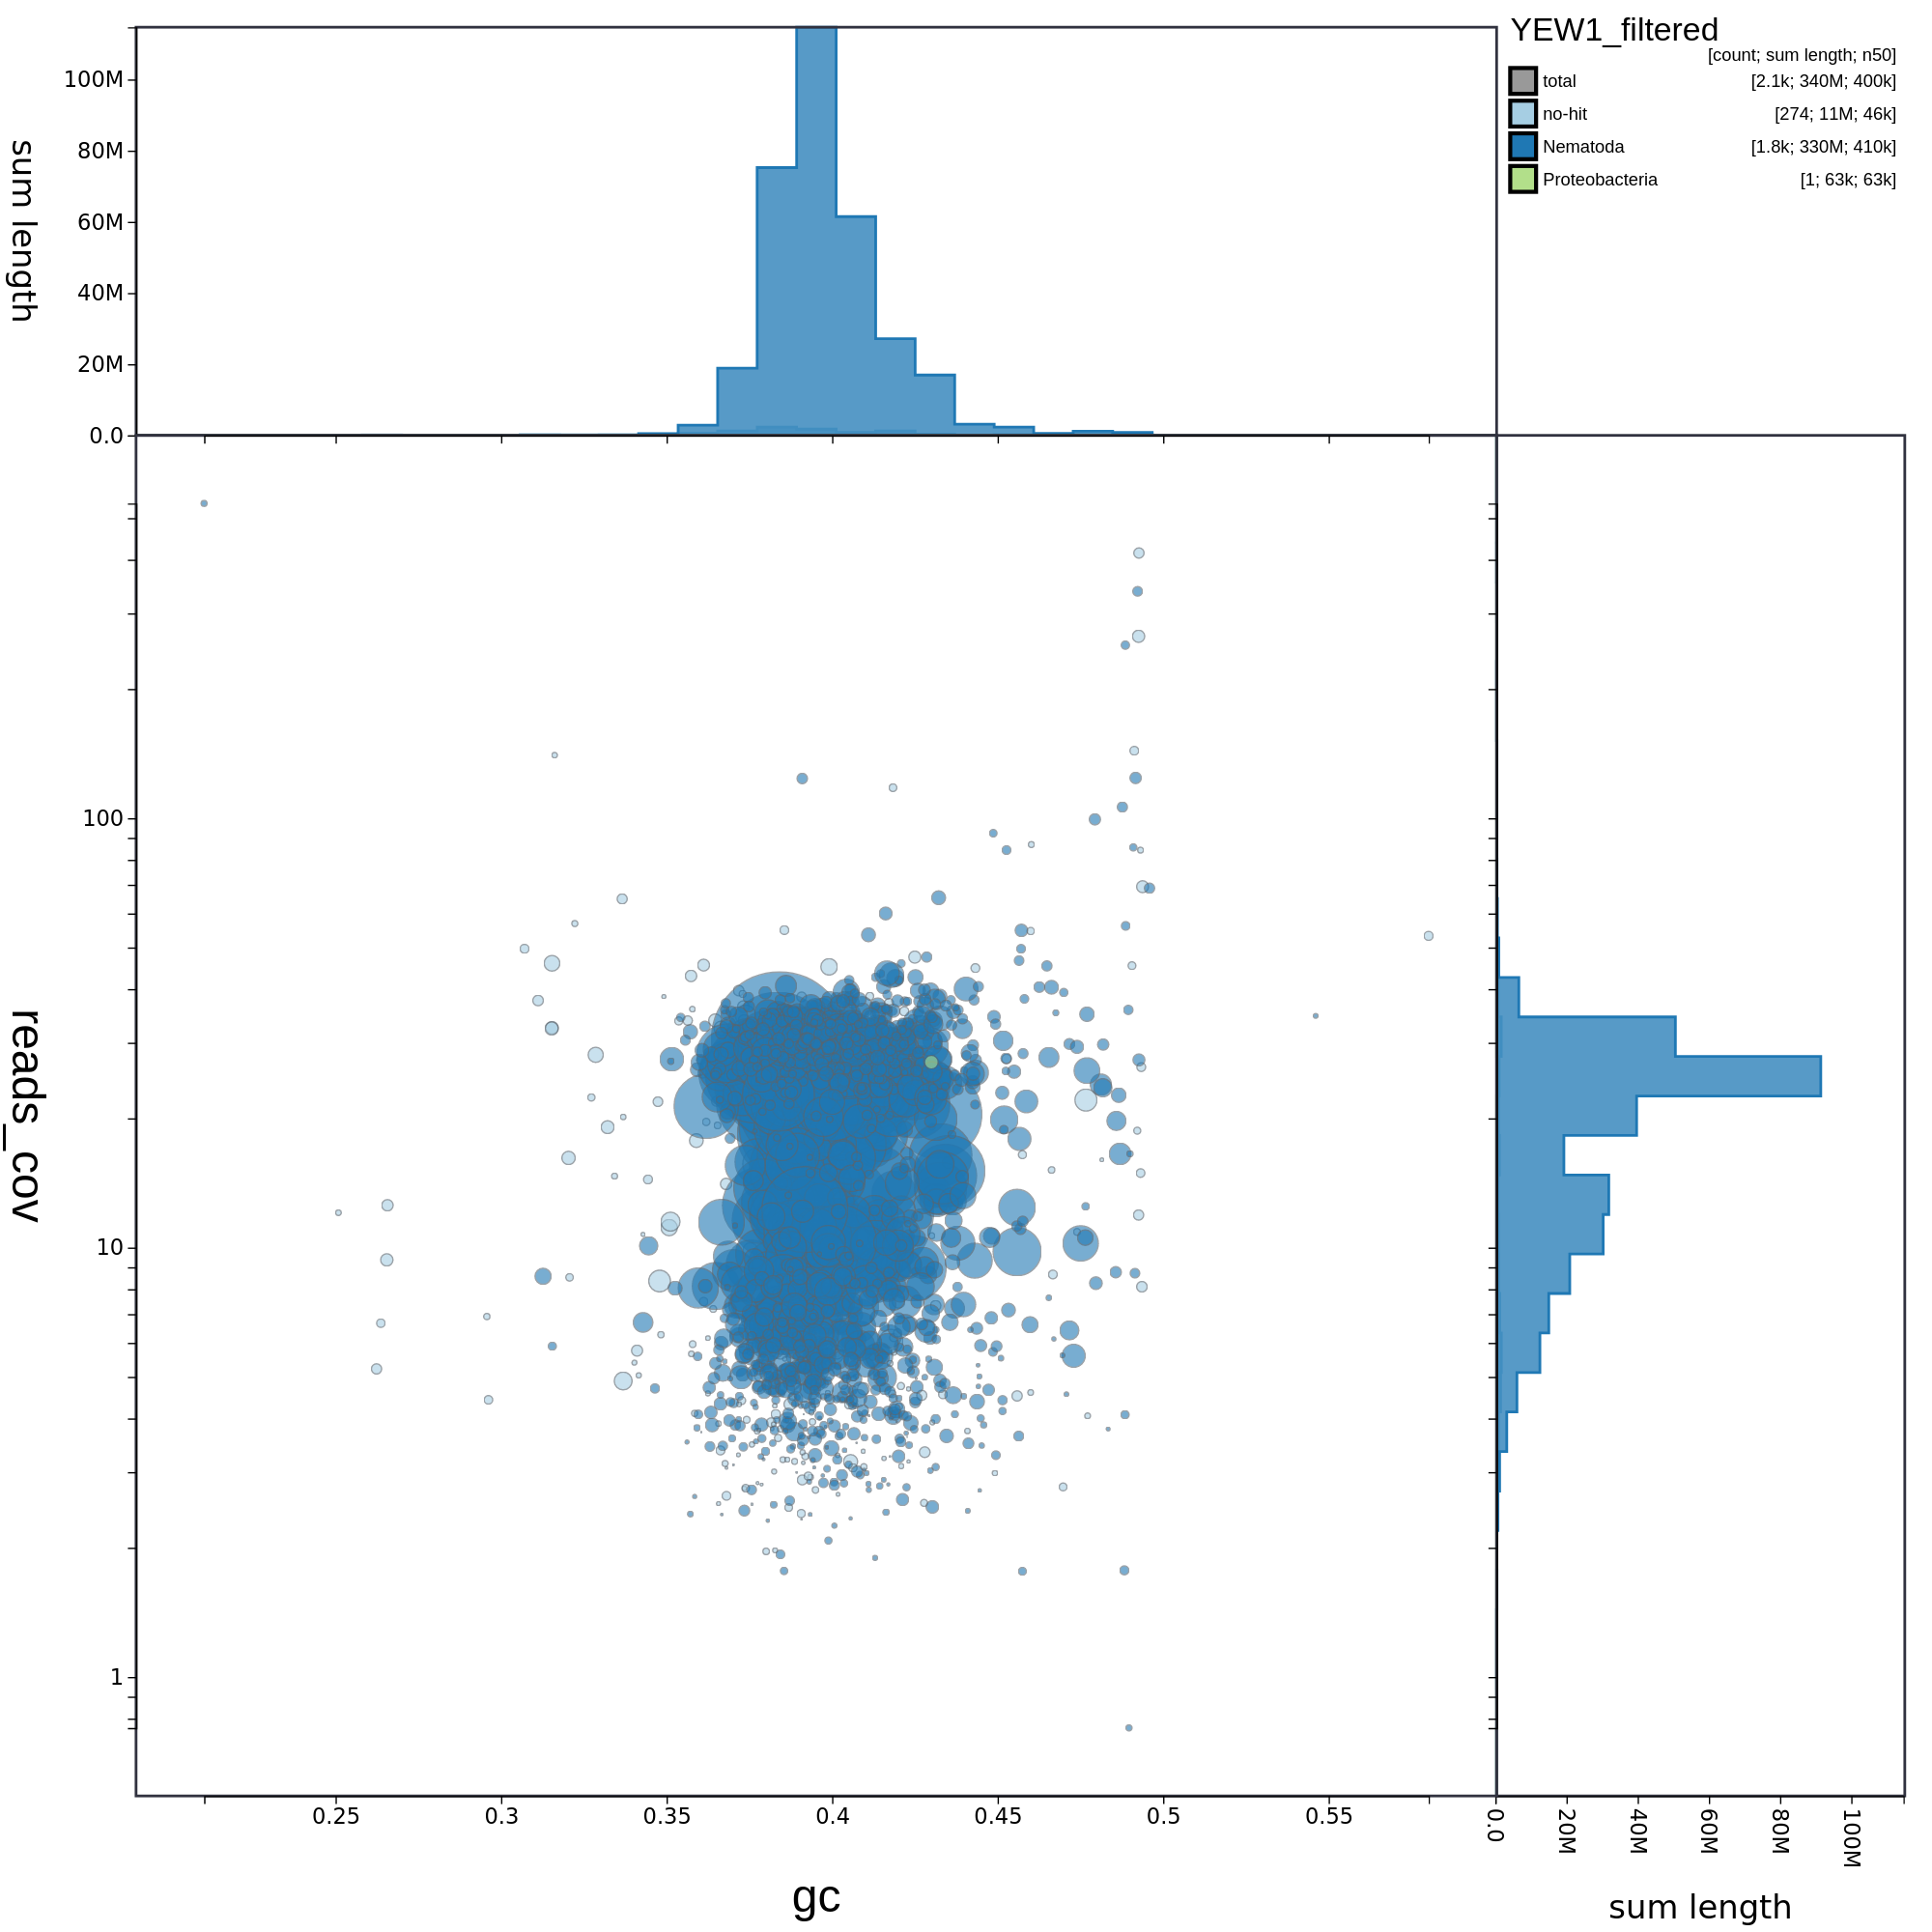 YEW1_filtered
[count; sum length; n50]
total [2.1k; 340M; 400k]
no-hit [274; 11M; 46k]
Nematoda [1.8k; 330M; 410k]
Proteobacteria [1; 63k; 63k]
sum length
100M
80M
60M
40M
20M
0.0
reads_cov
100
10
1
0.25 0.3 0.35 0.4 0.45 0.5 0.55
gc
0.0 20M 40M 60M 80M 100M
sum length